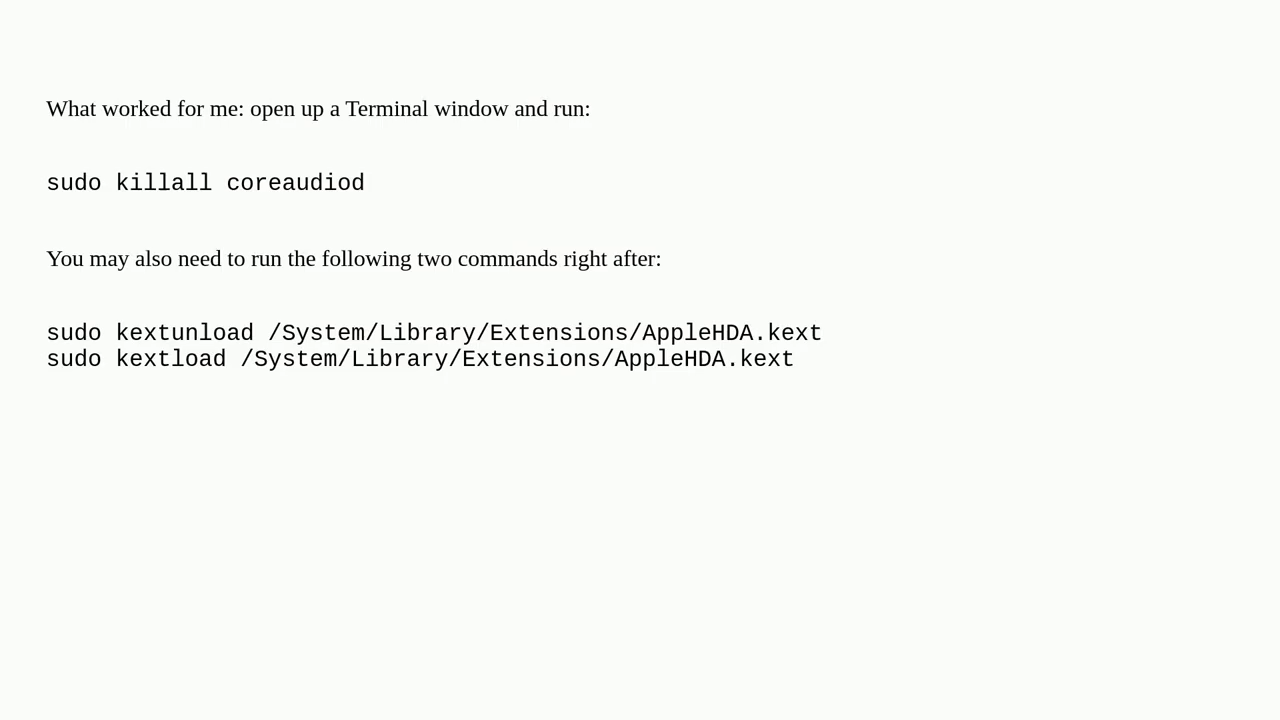 What worked for me: open up a Terminal window and run:
sudo killall coreaudiod
You may also need to run the following two commands right after:
sudo kextunload /System/Library/Extensions/AppleHDA.kext
sudo kextload /System/Library/Extensions/AppleHDA.kext